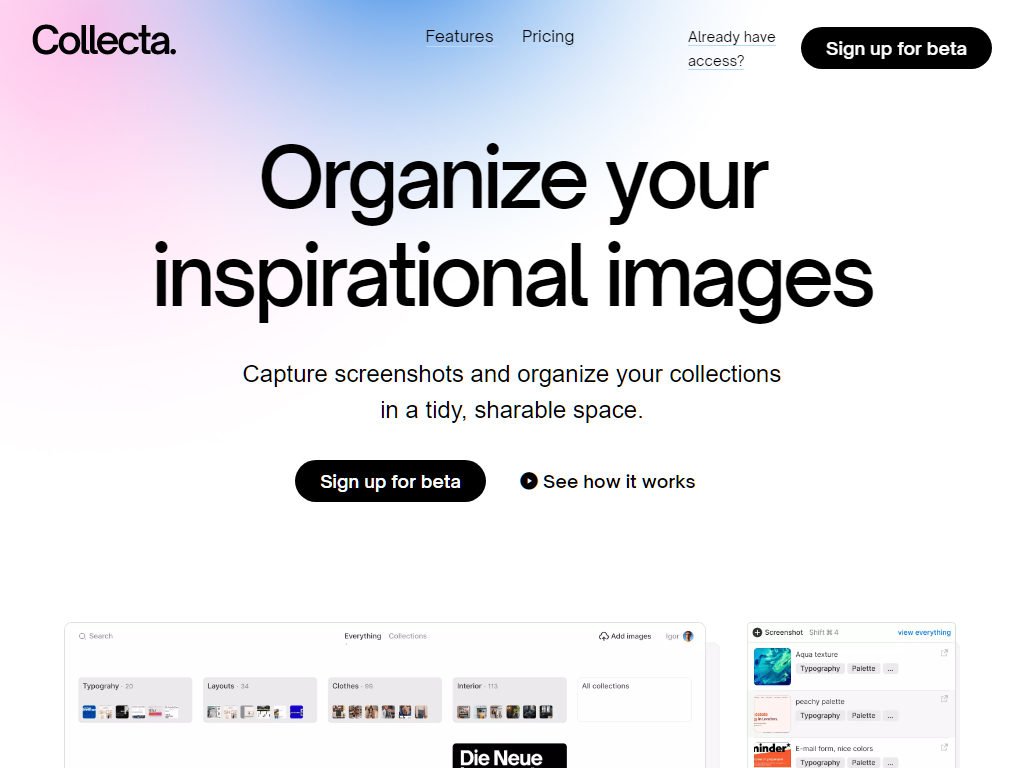 Collecta.
Features
Pricing
Already have
access?
Sign up for beta
Organize your
inspirational images
Capture screenshots and organize your collections
in a tidy, sharable space.
Sign up for beta
See how it works
Search
Everything
Collections
Add images
Igor
Typograhy · 20
Layouts · 34
Clothes · 99
Interior · 113
All collections
Die Neue
Screenshot
Shift ⌘ 4
view everything
Aqua texture
Typography
Palette
...
peachy palette
Typography
Palette
...
E-mail form, nice colors
Typography
Palette
...